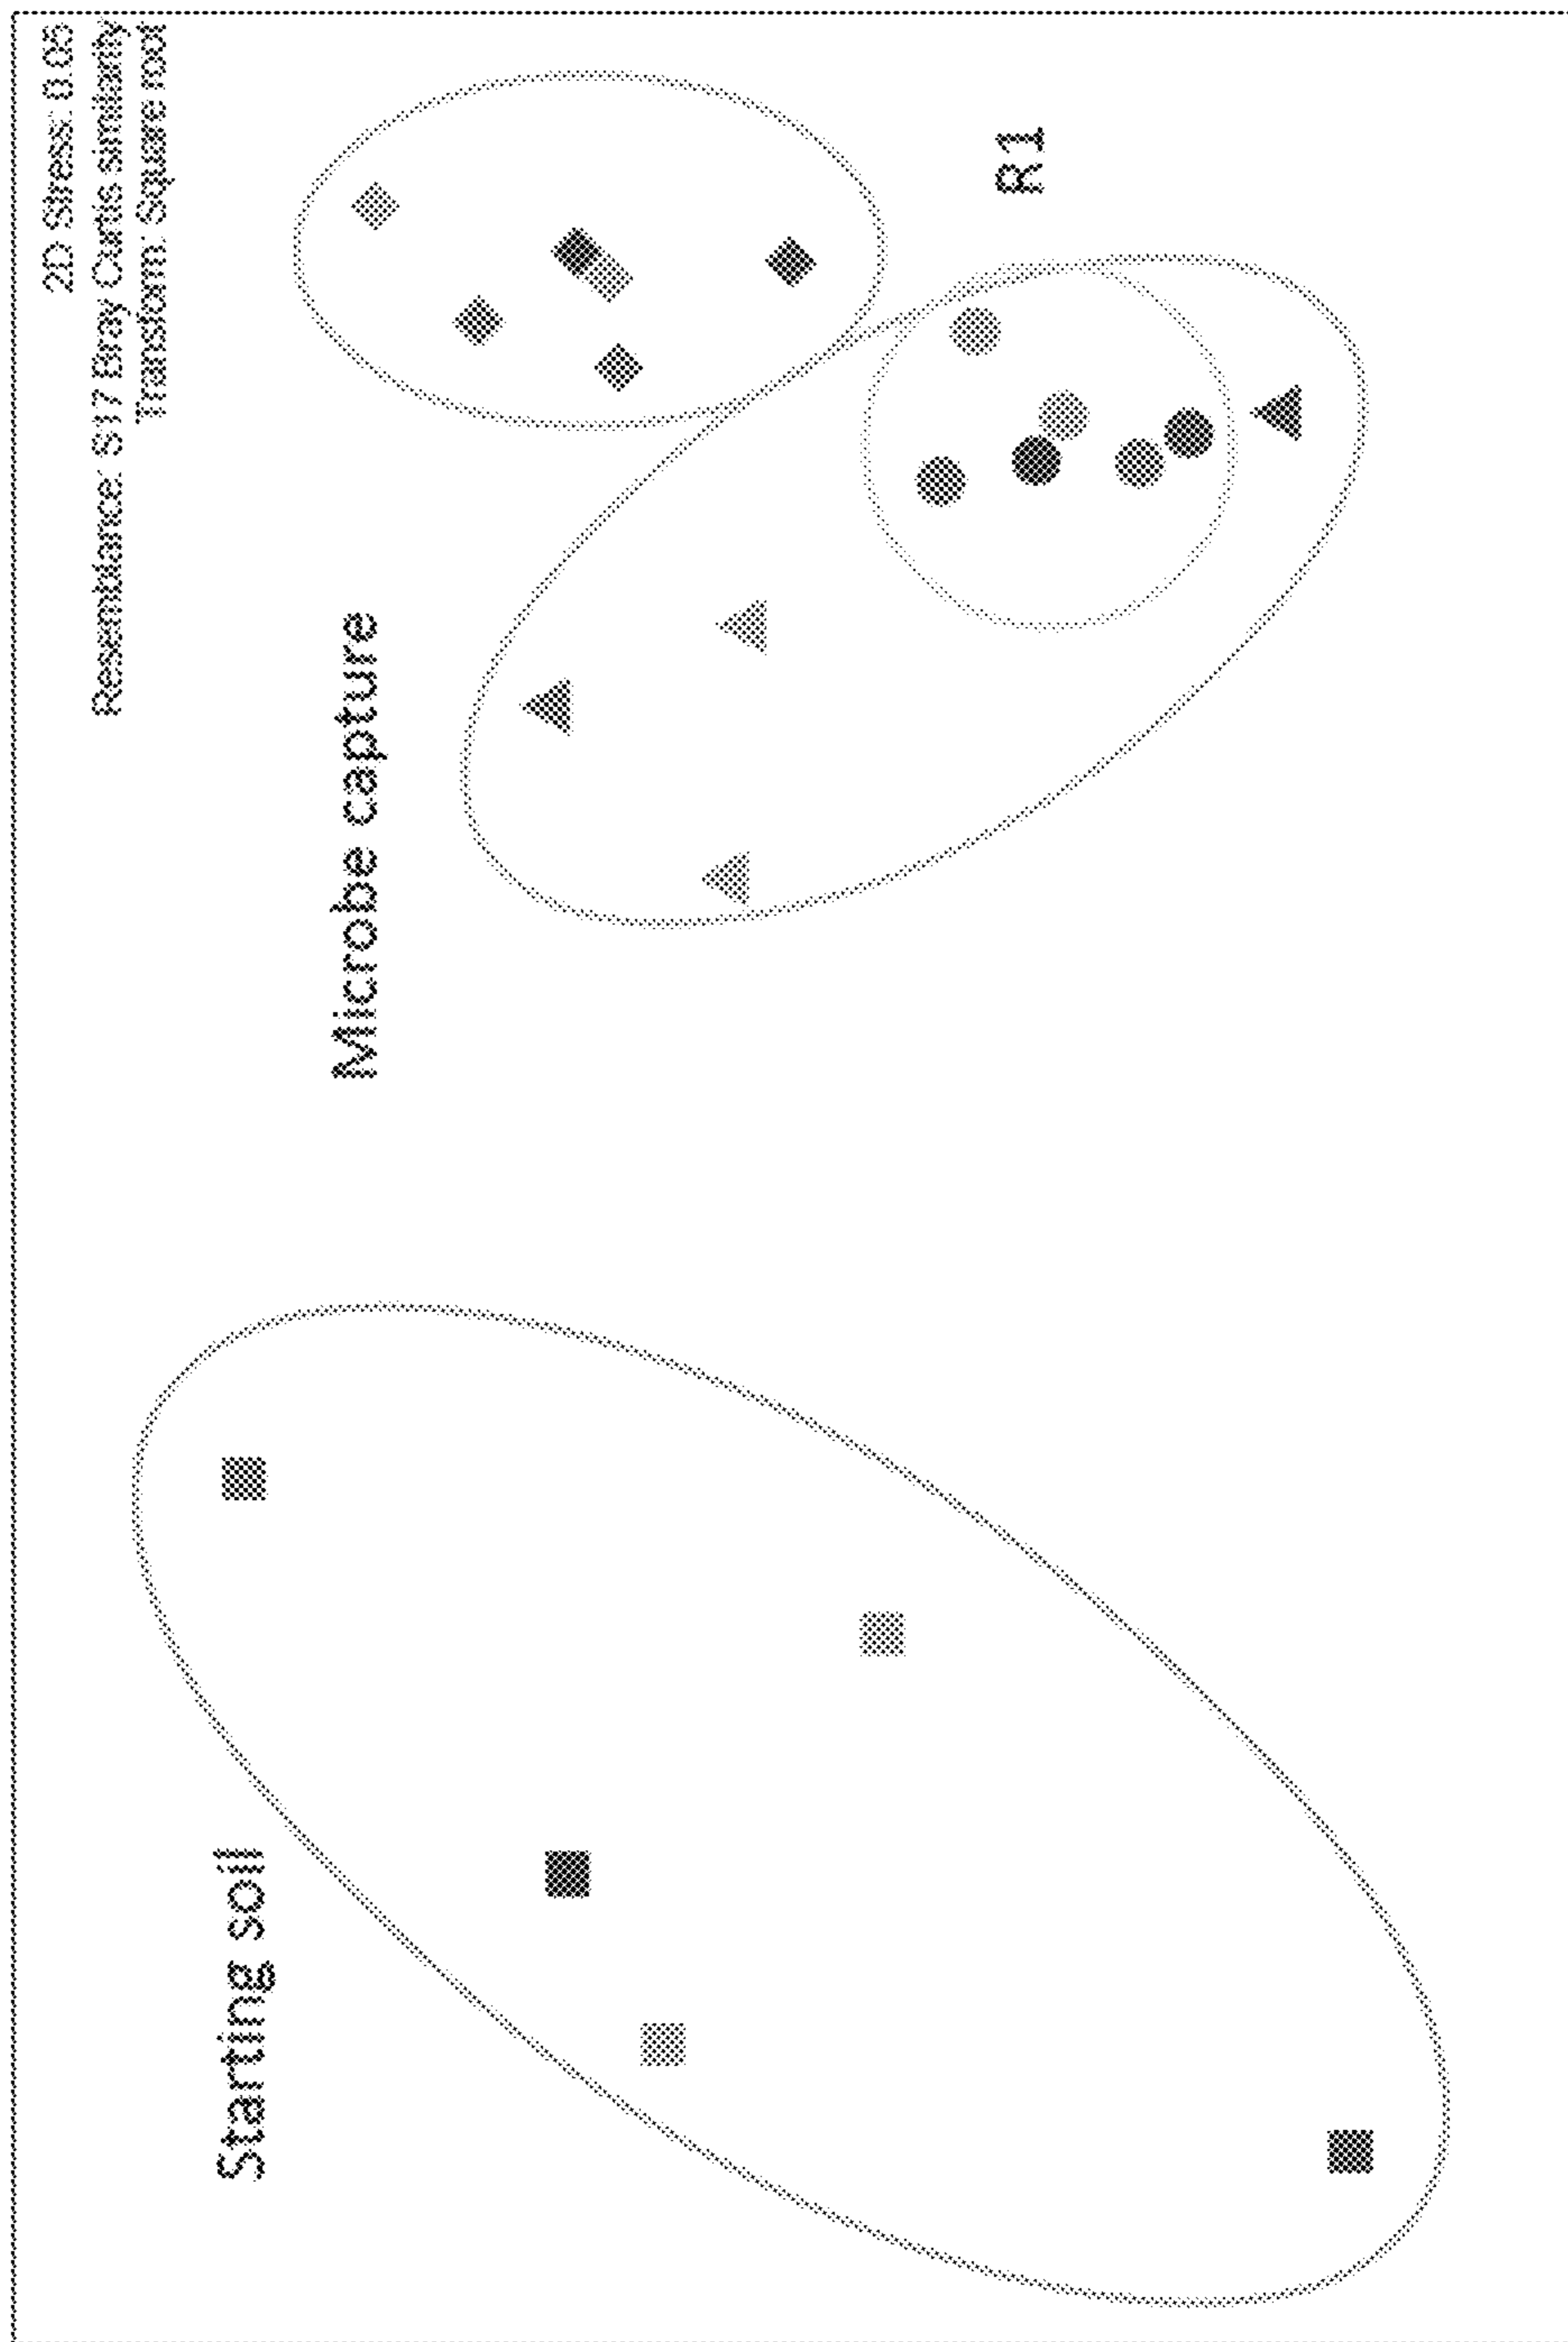 2D Stress: 0.05
Resemblance: S17 Bray Curtis similarity
Transform: Square root
Microbe capture
R1
Starting soil